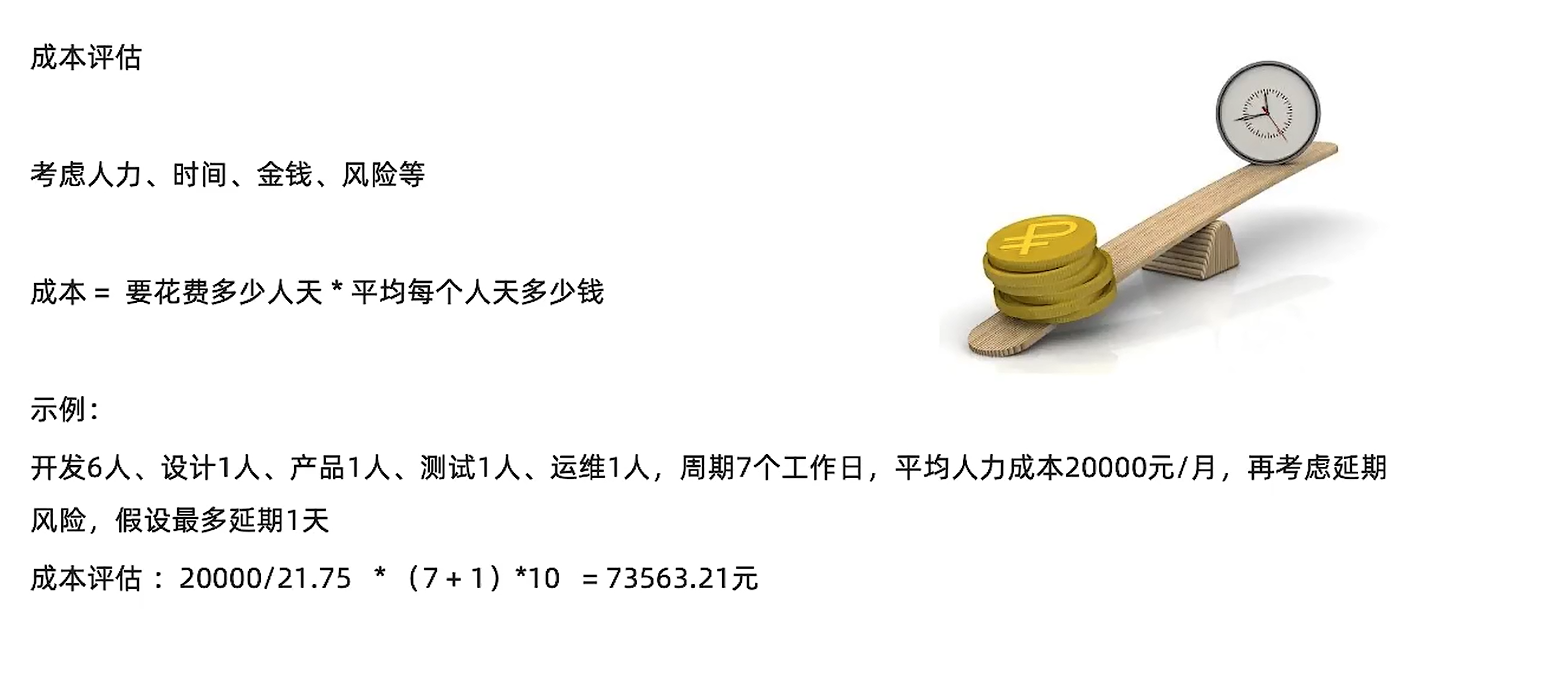 成本评估
考虑人力、时间、金钱、风险等
成本 = 要花费多少人天 * 平均每个人天多少钱
示例：
开发6人、设计1人、产品1人、测试1人、运维1人，周期7个工作日，平均人力成本20000元/月，再考虑延期
风险，假设最多延期1天
成本评估 ：20000/21.75 *（7 + 1）*10 = 73563.21元